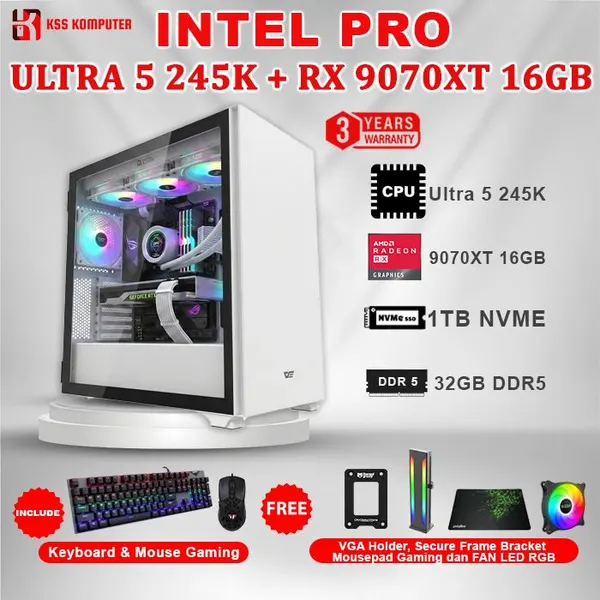 KSS KOMPUTER
INTEL PRO
ULTRA 5 245K + RX 9070XT 16GB
3 YEARS
WARRANTY
CPU
Ultra 5 245K
AMD
RADEON
RX
GRAPHICS
9070XT 16GB
NVMe SSD
1TB NVME
DDR 5
32GB DDR5
GEFORCE RTX
INCLUDE
Keyboard & Mouse Gaming
FREE
VGA Holder, Secure Frame Bracket
Mousepad Gaming dan FAN LED RGB